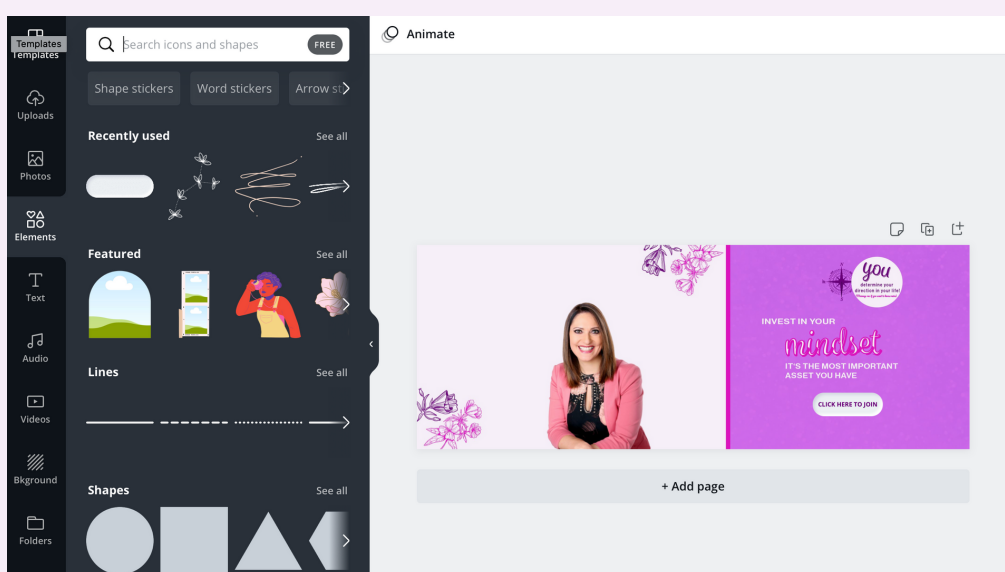 Templates
Templates
Uploads
Photos
Elements
Text
Audio
Videos
Bkground
Folders
Search icons and shapes
FREE
Shape stickers
Word stickers
Arrow st
Recently used
See all
Featured
See all
Lines
See all
Shapes
See all
Animate
you
determine your
direction in your life!
INVEST IN YOUR
mindset
IT'S THE MOST IMPORTANT
ASSET YOU HAVE
CLICK HERE TO JOIN
+ Add page